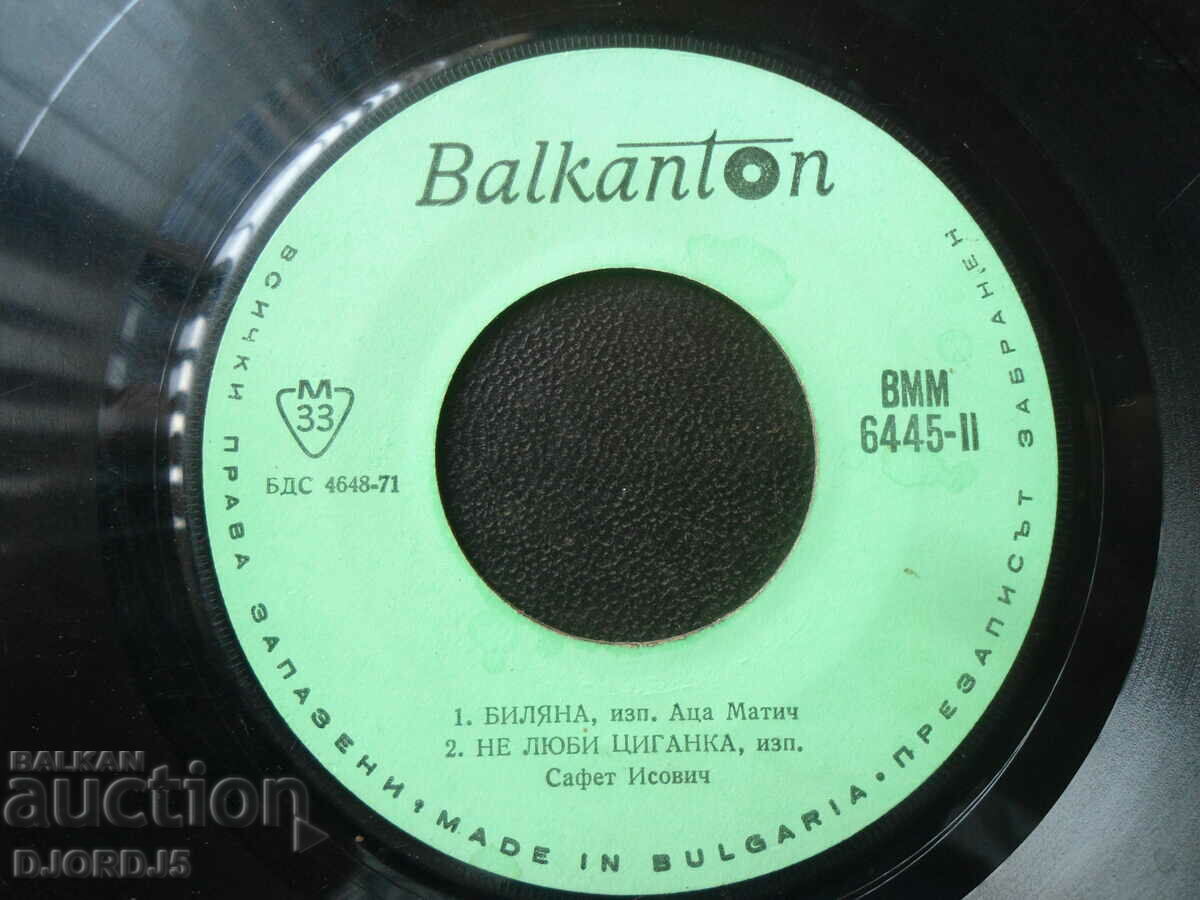 Balkanton
ВСИЧКИ ПРАВА ЗАПАЗЕНИ • MADE IN BULGARIA • ПРЕЗАПИСЪТ ЗАБРАНЕН
М
33
БДС 4648-71
ВММ
6445-II
1. БИЛЯНА, изп. Аца Матич
2. НЕ ЛЮБИ ЦИГАНКА, изп.
Сафет Исович
BALKAN
auction
DJORDJ5